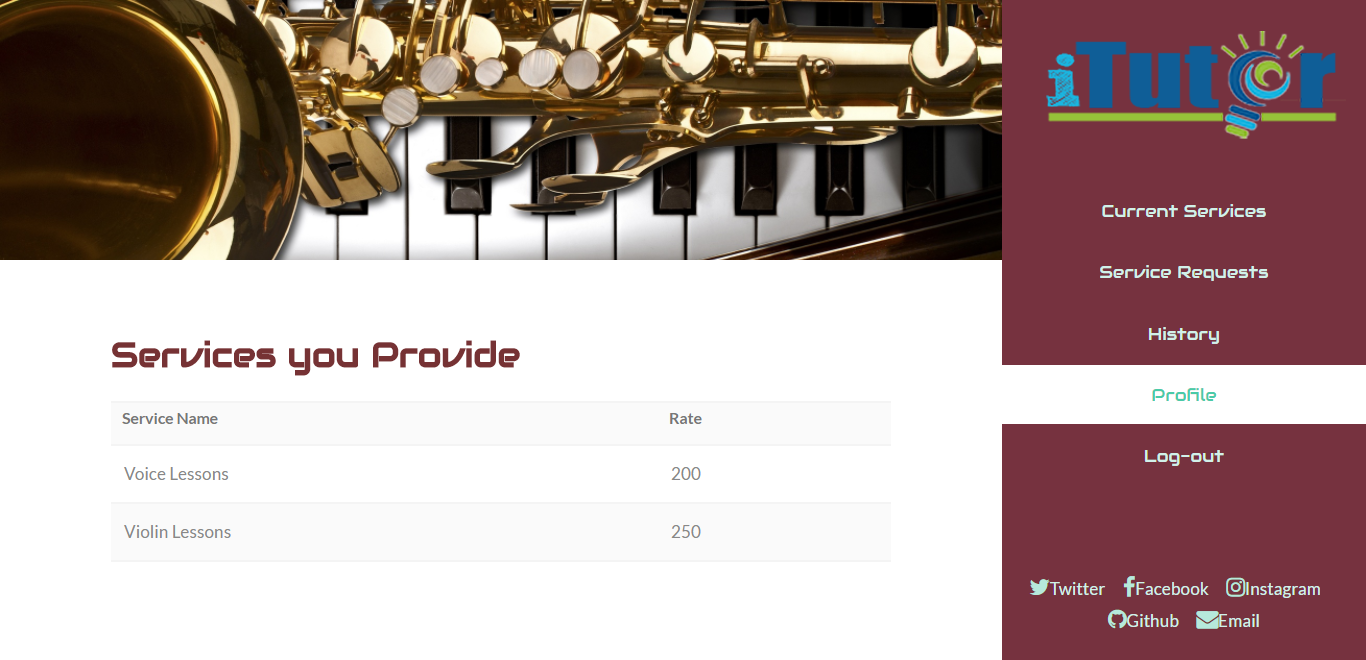 iTutor
Current Services
Service Requests
History
Profile
Log-out
Services you Provide
Service Name Rate
Voice Lessons 200
Violin Lessons 250
Twitter Facebook Instagram
Github Email